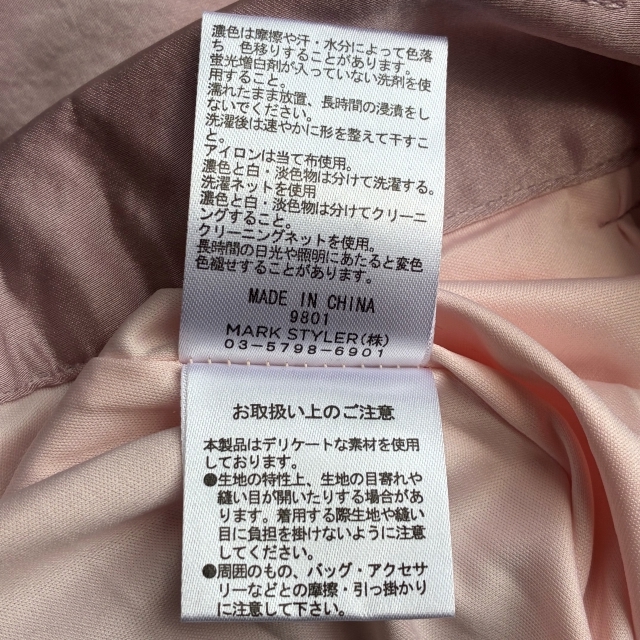 濃色は摩擦や汗・水分によって色落
ち 色移りすることがあります。
蛍光増白剤が入っていない洗剤を使
用すること。
濡れたまま放置、長時間の浸漬をし
ないでください。
洗濯後は速やかに形を整えて干すこ
と。
アイロンは当て布使用。
濃色と白・淡色物は分けて洗濯する。
洗濯ネットを使用
濃色と白・淡色物は分けてクリーニ
ングすること。
クリーニングネットを使用。
長時間の日光や照明にあたると変色
色褪せすることがあります。
MADE IN CHINA
9801
MARK STYLER(株)
03-5798-6901
お取扱い上のご注意
本製品はデリケートな素材を使用
しております。
●生地の特性上、生地の目寄れや
縫い目が開いたりする場合があ
ります。着用する際生地や縫い
目に負担を掛けないように注意
してください。
●周囲のもの、バッグ・アクセサ
リーなどとの摩擦・引っ掛かり
に注意して下さい。